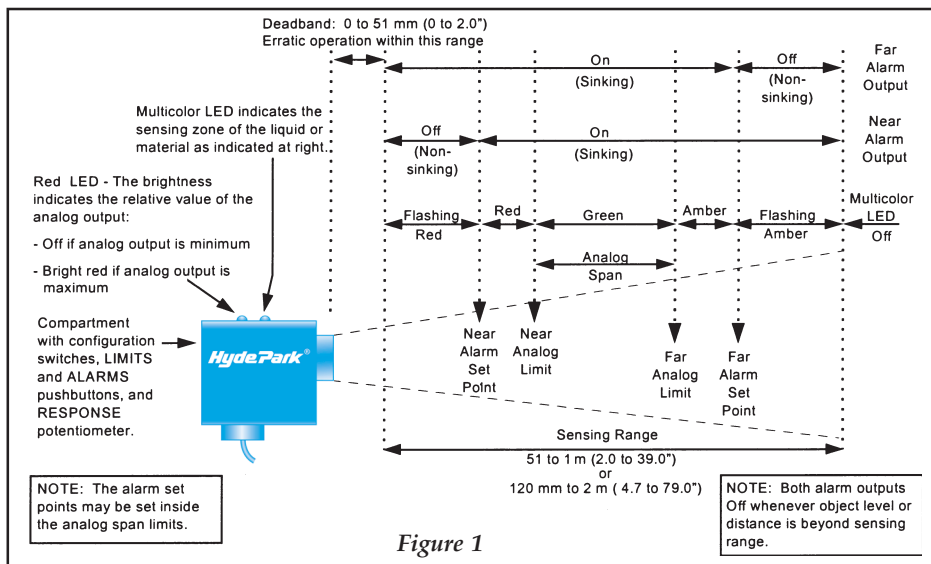 Deadband: 0 to 51 mm (0 to 2.0")
Erratic operation within this range
On
(Sinking)
Off
(Non-
sinking)
Far
Alarm
Output
Multicolor LED indicates the
sensing zone of the liquid or
material as indicated at right.
Off
(Non-
sinking)
On
(Sinking)
Near
Alarm
Output
Red LED - The brightness
indicates the relative value of the
analog output:
- Off if analog output is minimum
- Bright red if analog output is
maximum
Flashing
Red
Red
Green
Amber
Flashing
Amber
Multicolor
LED
Off
Analog
Span
Compartment
with configuration
switches, LIMITS
and ALARMS
pushbuttons, and
RESPONSE
potentiometer.
HydePark®
Near
Alarm
Set
Point
Near
Analog
Limit
Far
Analog
Limit
Far
Alarm
Set
Point
Sensing Range
51 to 1 m (2.0 to 39.0")
or
120 mm to 2 m ( 4.7 to 79.0")
NOTE: The alarm set
points may be set inside
the analog span limits.
NOTE: Both alarm outputs
Off whenever object level or
distance is beyond sensing
range.
Figure 1